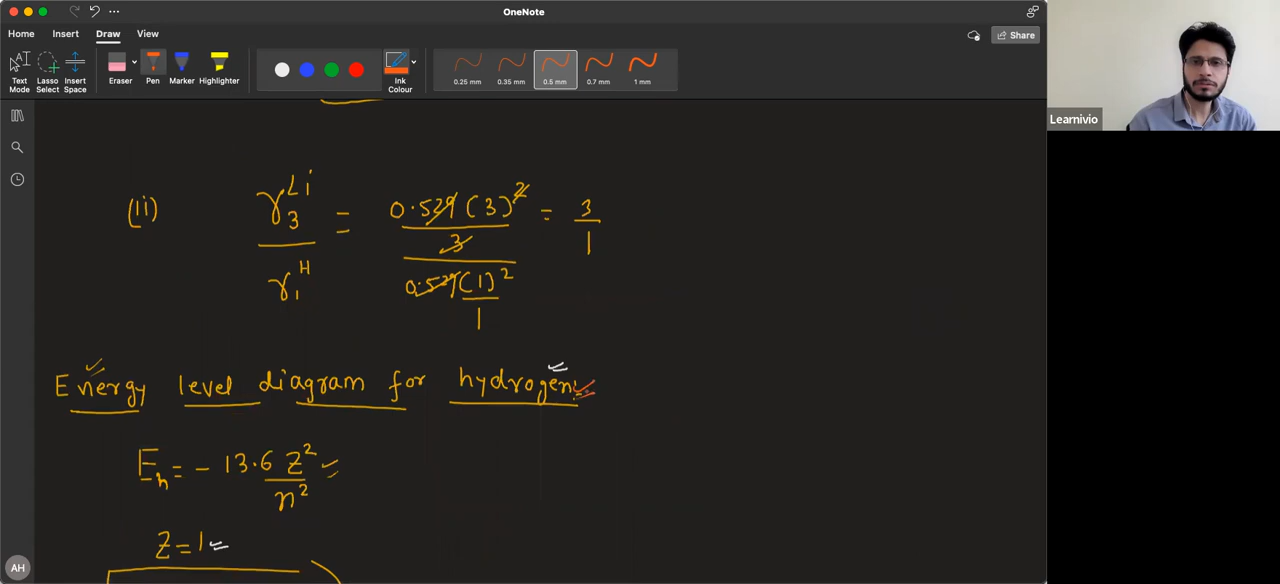 OneNote
Home Insert Draw View
Share
Text Mode
Lasso Select
Insert Space
Eraser
Pen
Marker
Highlighter
Ink Colour
0.25 mm
0.35 mm
0.5 mm
0.7 mm
1 mm
Learnivio
(ii) γ₃^Li / γ₁^H = (0.529 (3)² / 3) / (0.529 (1)² / 1) = 3/1
Energy level diagram for hydrogen:
Eₙ = - 13.6 Z²/n²
Z = 1
AH